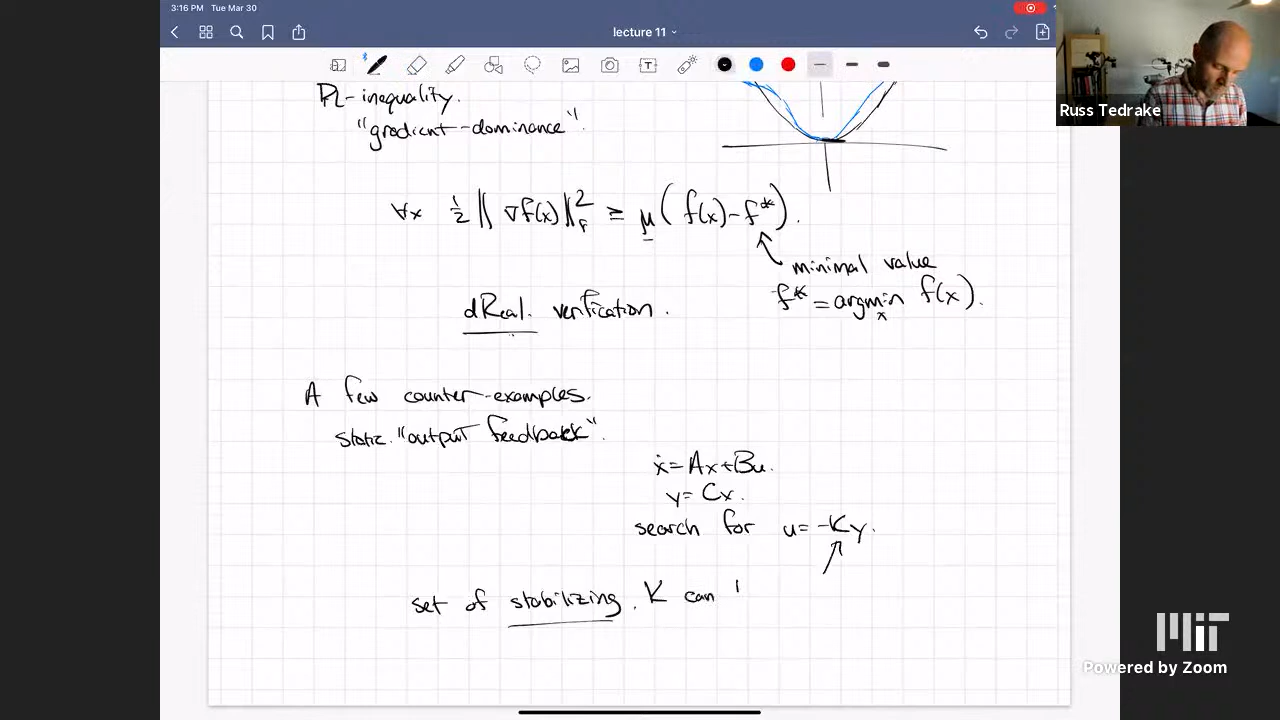 3:16 PM Tue Mar 30
lecture 11
Russ Tedrake
PL-inequality.
"gradient-dominance".
∀x 1/2 ‖∇f(x)‖²_F ≥ μ(f(x)-f*).
minimal value
f* = argmin_x f(x).
dReal. verification.
A few counter-examples.
static "output feedback".
ẋ=Ax+Bu.
y=Cx.
search for u=-Ky.
set of stabilizing. K can
MIT
Powered by Zoom